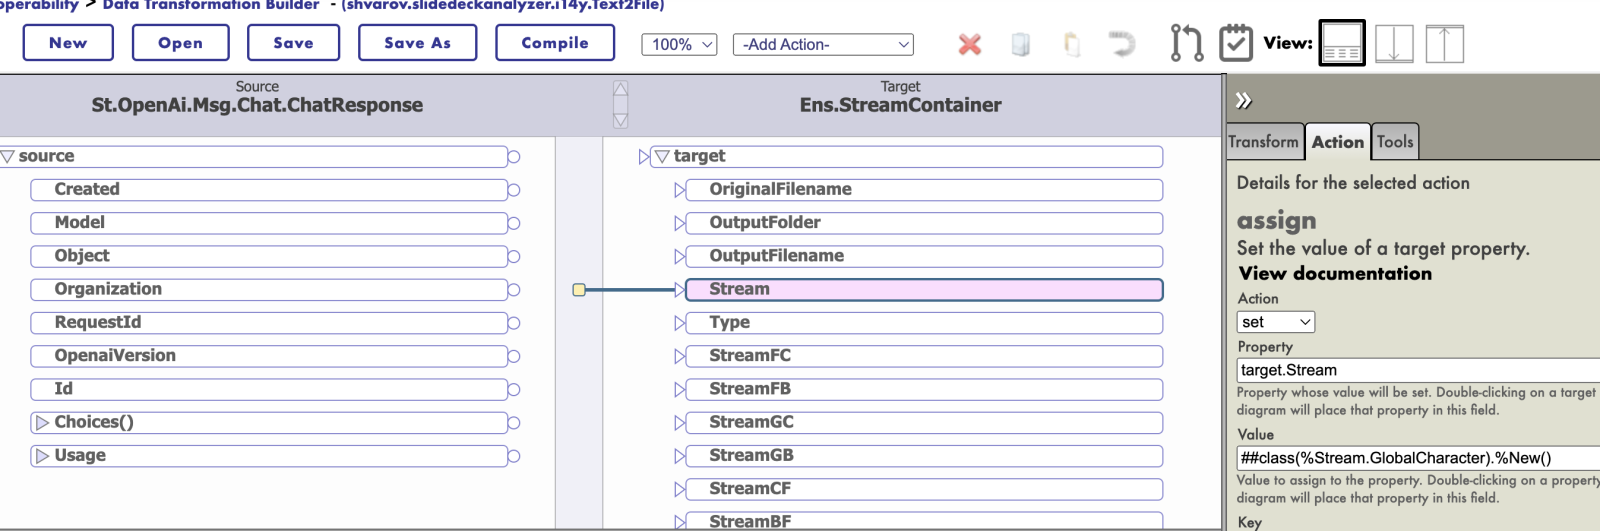 operability > Data Transformation Builder - (shvarov.slidedeckanalyzer.i14y.Text2File)
New Open Save Save As Compile 100% -Add Action- View:
Source
St.OpenAi.Msg.Chat.ChatResponse
Target
Ens.StreamContainer
source
Created
Model
Object
Organization
RequestId
OpenaiVersion
Id
Choices()
Usage
target
OriginalFilename
OutputFolder
OutputFilename
Stream
Type
StreamFC
StreamFB
StreamGC
StreamGB
StreamCF
StreamBF
Transform Action Tools
Details for the selected action
assign
Set the value of a target property.
View documentation
Action
set
Property
target.Stream
Property whose value will be set. Double-clicking on a target
diagram will place that property in this field.
Value
##class(%Stream.GlobalCharacter).%New()
Value to assign to the property. Double-clicking on a property
diagram will place that property in this field.
Key